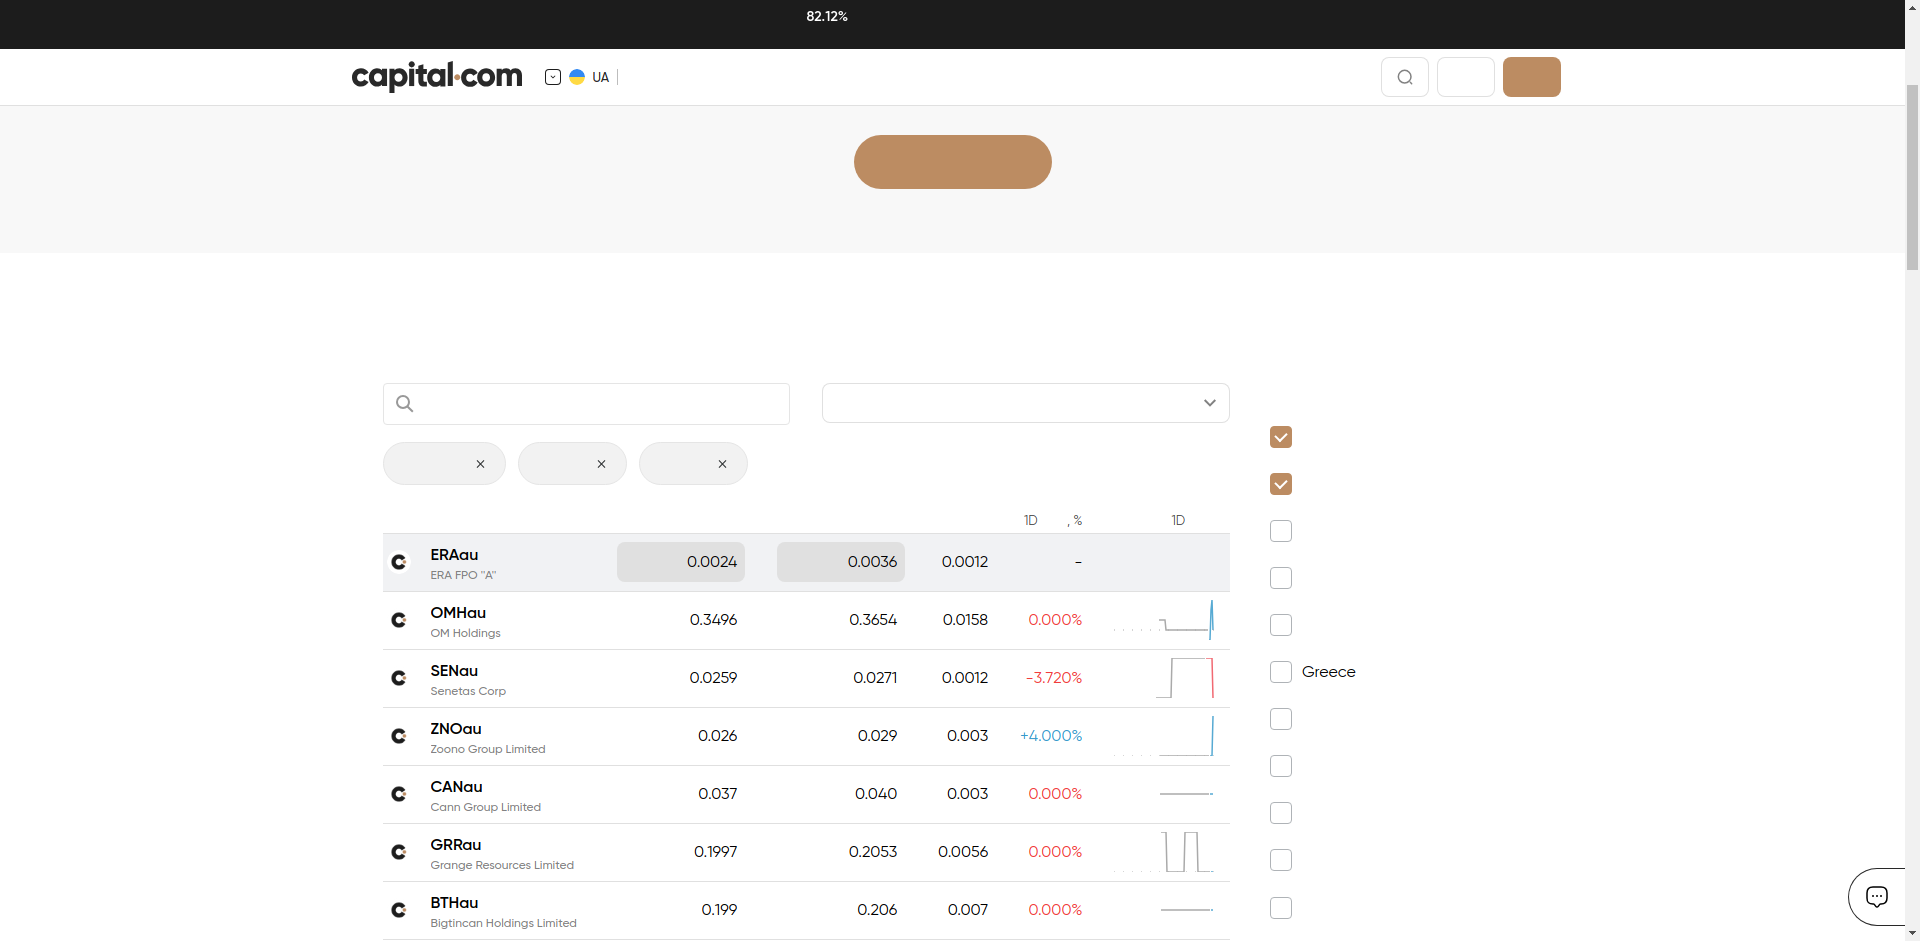 82.12%
capital.com
UA
1D , % 1D
ERAau 0.0024 0.0036 0.0012 -
ERA FPO "A"
OMHau 0.3496 0.3654 0.0158 0.000%
OM Holdings
SENau 0.0259 0.0271 0.0012 -3.720%
Senetas Corp
Greece
ZNOau 0.026 0.029 0.003 +4.000%
Zoono Group Limited
CANau 0.037 0.040 0.003 0.000%
Cann Group Limited
GRRau 0.1997 0.2053 0.0056 0.000%
Grange Resources Limited
BTHau 0.199 0.206 0.007 0.000%
Bigtincan Holdings Limited